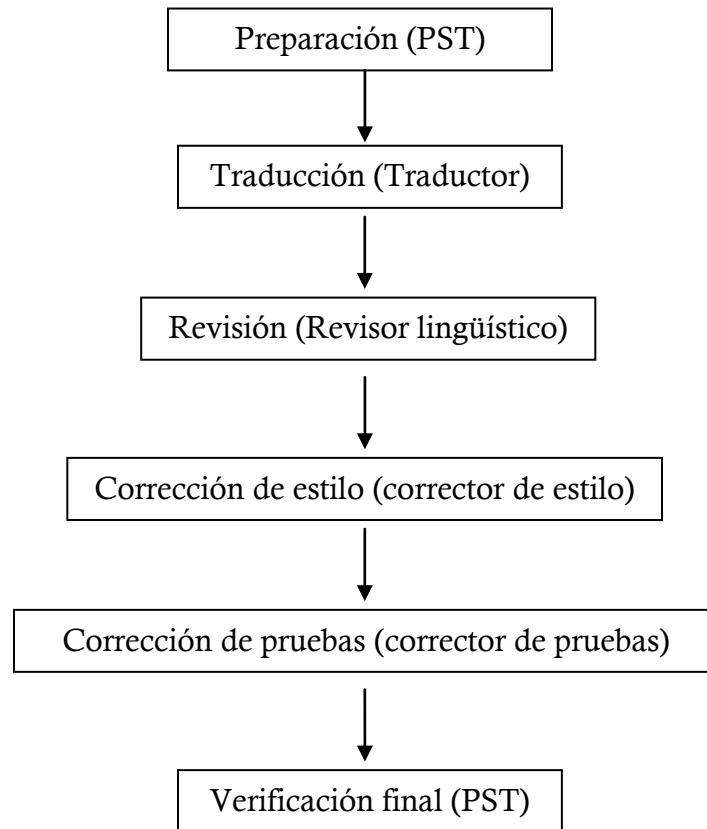 Preparación (PST)
Traducción (Traductor)
Revisión (Revisor lingüístico)
Corrección de estilo (corrector de estilo)
Corrección de pruebas (corrector de pruebas)
Verificación final (PST)